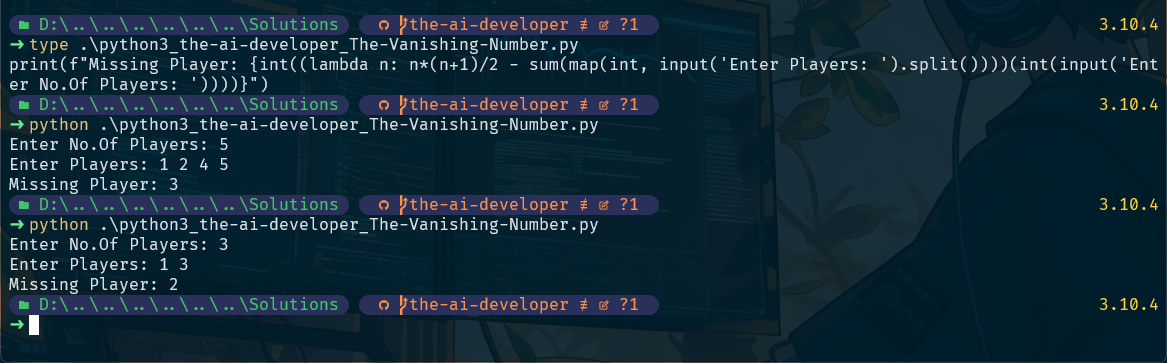 D:\..\..\..\..\..\..\Solutions the-ai-developer ≢ ?1 3.10.4
➜ type .\python3_the-ai-developer_The-Vanishing-Number.py
print(f"Missing Player: {int((lambda n: n*(n+1)/2 - sum(map(int, input('Enter Players: ').split())))(int(input('Ent
er No.Of Players: '))))}")
D:\..\..\..\..\..\..\Solutions the-ai-developer ≢ ?1 3.10.4
➜ python .\python3_the-ai-developer_The-Vanishing-Number.py
Enter No.Of Players: 5
Enter Players: 1 2 4 5
Missing Player: 3
D:\..\..\..\..\..\..\Solutions the-ai-developer ≢ ?1 3.10.4
➜ python .\python3_the-ai-developer_The-Vanishing-Number.py
Enter No.Of Players: 3
Enter Players: 1 3
Missing Player: 2
D:\..\..\..\..\..\..\Solutions the-ai-developer ≢ ?1 3.10.4
➜